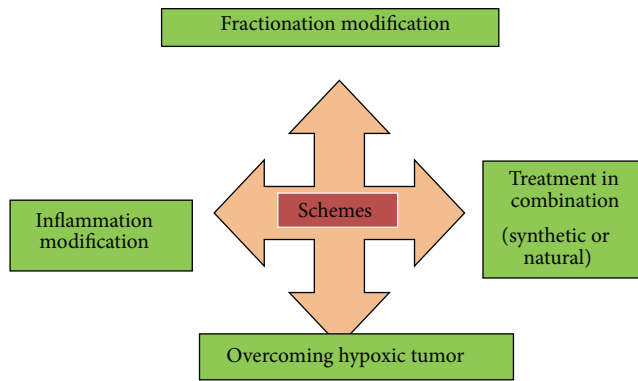 Fractionation modification
Inflammation
modification
Schemes
Treatment in
combination
(synthetic or
natural)
Overcoming hypoxic tumor